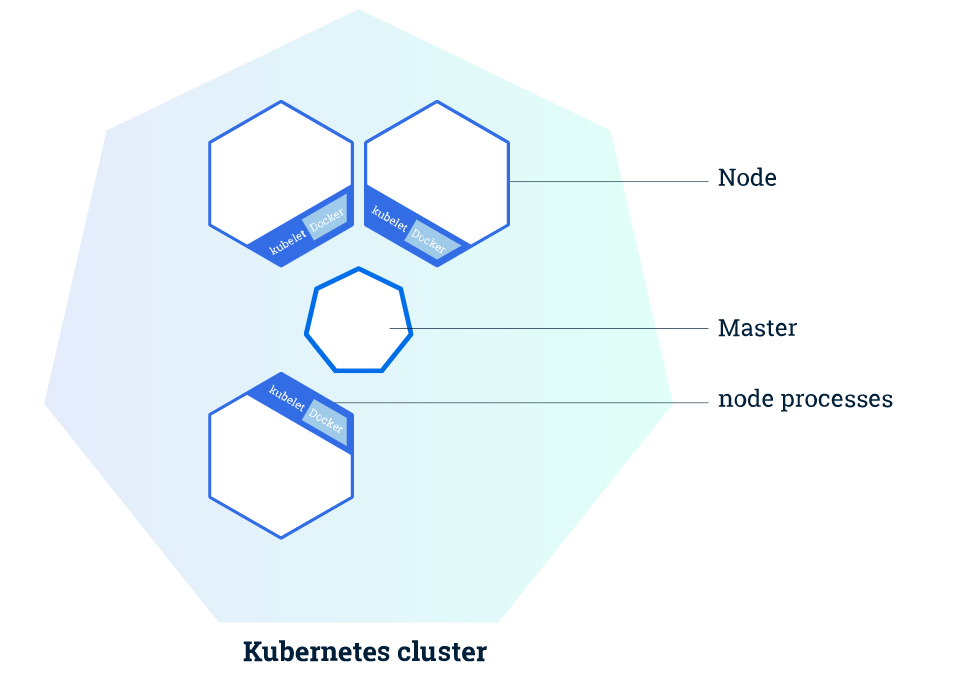 kubelet Docker
kubelet Docker
Node
Master
kubelet Docker
node processes
Kubernetes cluster